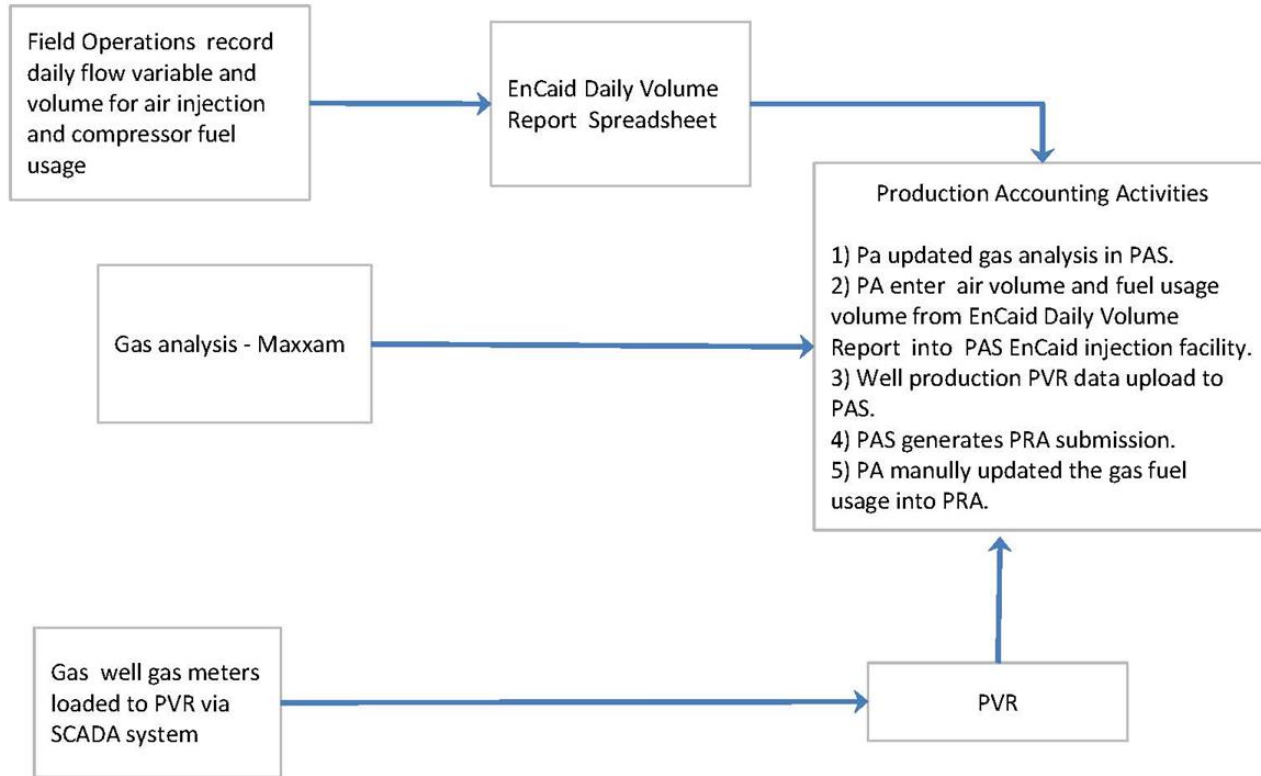 Field Operations record
daily flow variable and
volume for air injection
and compressor fuel
usage
EnCaid Daily Volume
Report Spreadsheet
Production Accounting Activities
1) Pa updated gas analysis in PAS.
2) PA enter air volume and fuel usage
volume from EnCaid Daily Volume
Report into PAS EnCaid injection facility.
3) Well production PVR data upload to
PAS.
4) PAS generates PRA submission.
5) PA manully updated the gas fuel
usage into PRA.
Gas analysis - Maxxam
Gas well gas meters
loaded to PVR via
SCADA system
PVR